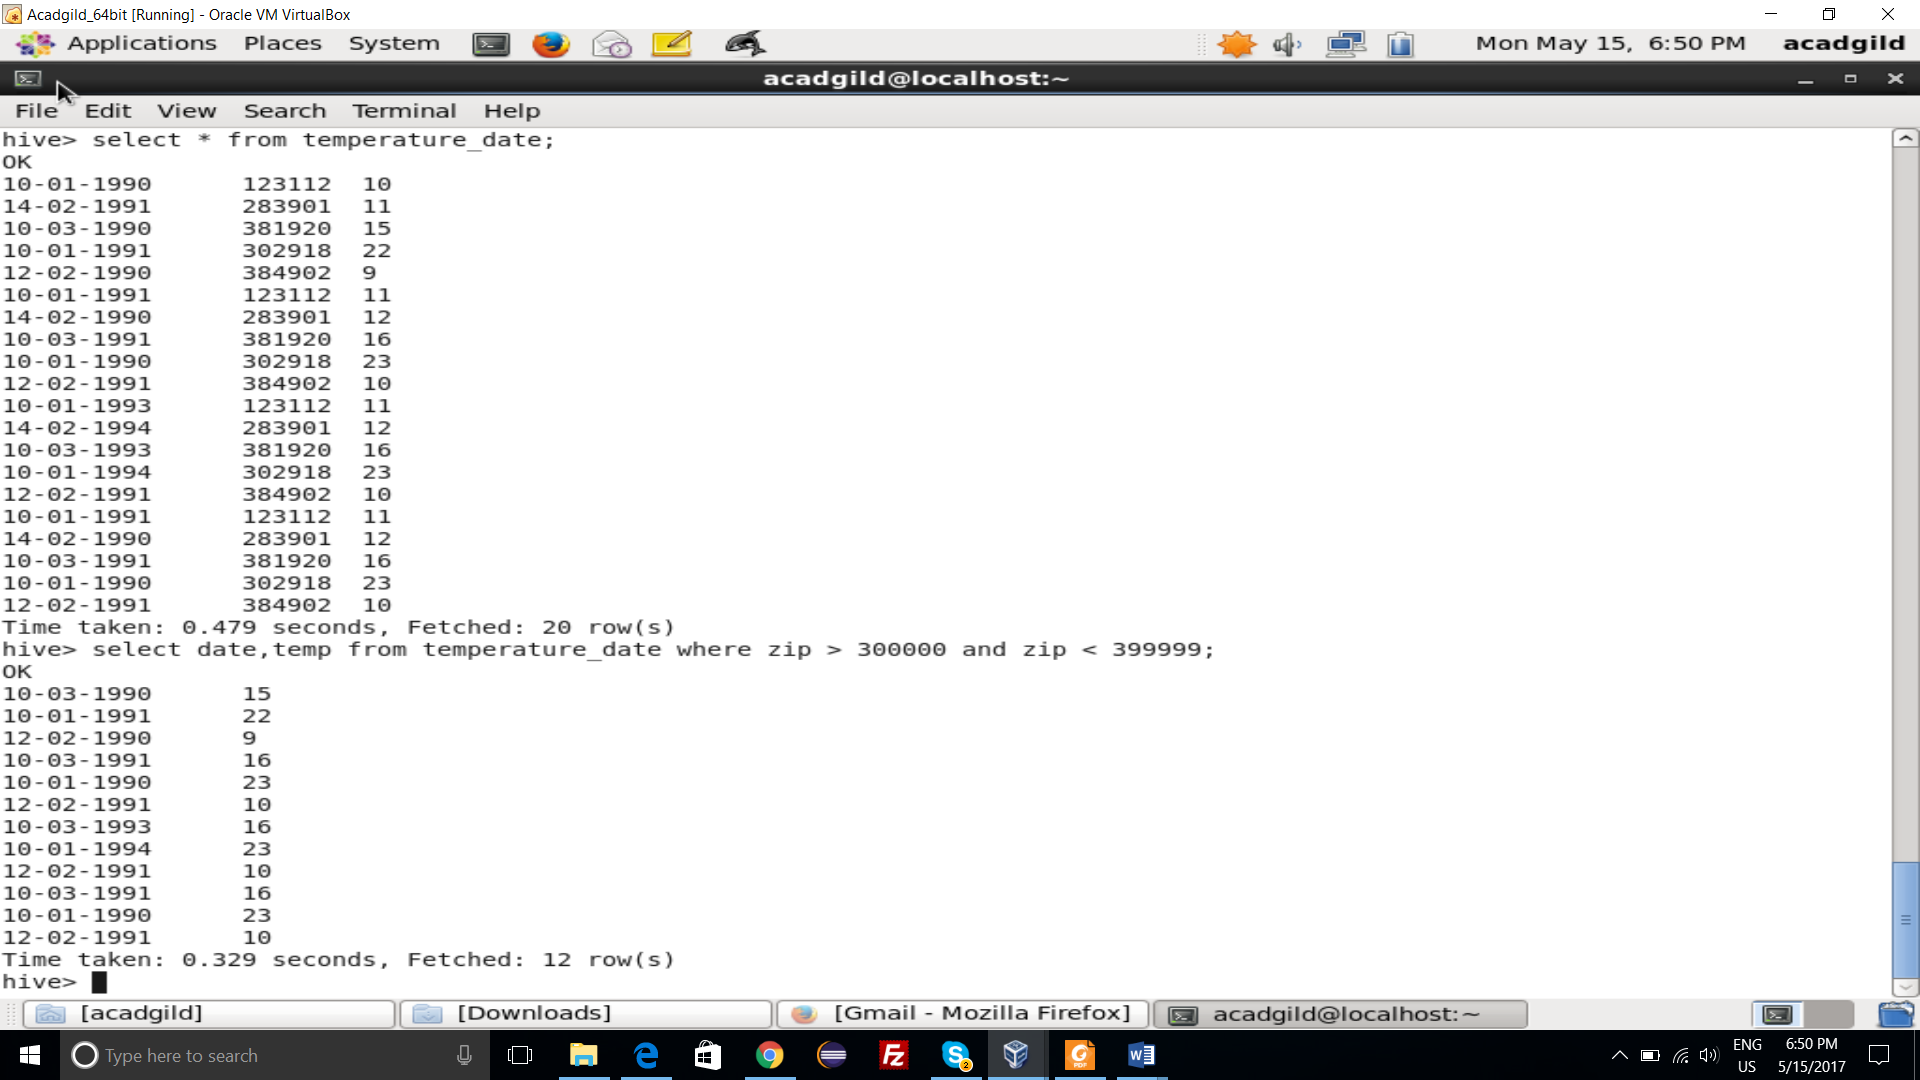 Acadgild_64bit [Running] - Oracle VM VirtualBox
Applications Places System Mon May 15, 6:50 PM acadgild
acadgild@localhost:~
File Edit View Search Terminal Help
hive> select * from temperature_date;
OK
10-01-1990 123112 10
14-02-1991 283901 11
10-03-1990 381920 15
10-01-1991 302918 22
12-02-1990 384902 9
10-01-1991 123112 11
14-02-1990 283901 12
10-03-1991 381920 16
10-01-1990 302918 23
12-02-1991 384902 10
10-01-1993 123112 11
14-02-1994 283901 12
10-03-1993 381920 16
10-01-1994 302918 23
12-02-1991 384902 10
10-01-1991 123112 11
14-02-1990 283901 12
10-03-1991 381920 16
10-01-1990 302918 23
12-02-1991 384902 10
Time taken: 0.479 seconds, Fetched: 20 row(s)
hive> select date,temp from temperature_date where zip > 300000 and zip < 399999;
OK
10-03-1990 15
10-01-1991 22
12-02-1990 9
10-03-1991 16
10-01-1990 23
12-02-1991 10
10-03-1993 16
10-01-1994 23
12-02-1991 10
10-03-1991 16
10-01-1990 23
12-02-1991 10
Time taken: 0.329 seconds, Fetched: 12 row(s)
hive>
[acadgild] [Downloads] [Gmail - Mozilla Firefox] acadgild@localhost:~
Type here to search ENG 6:50 PM
US 5/15/2017